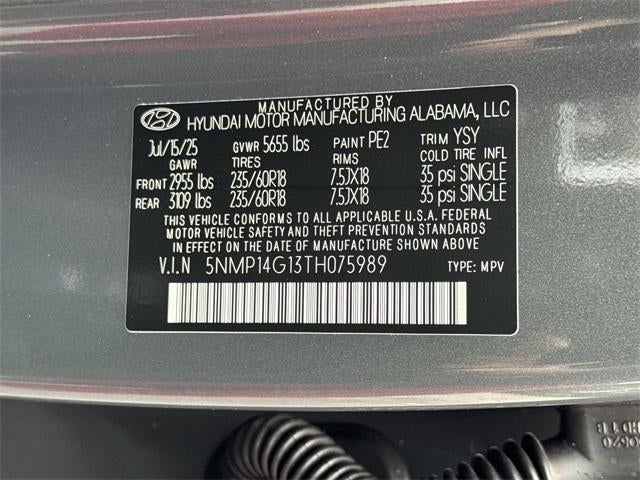 MANUFACTURED BY
HYUNDAI MOTOR MANUFACTURING ALABAMA, LLC
Jul/15/25 GVWR 5655 lbs PAINT PE2 TRIM YSY
GAWR TIRES RIMS COLD TIRE INFL
FRONT 2955 lbs 235/60R18 7.5JX18 35 psi SINGLE
REAR 3109 lbs 235/60R18 7.5JX18 35 psi SINGLE
THIS VEHICLE CONFORMS TO ALL APPLICABLE U.S.A. FEDERAL
MOTOR VEHICLE SAFETY AND THEFT PREVENTION STANDARDS
IN EFFECT ON THE DATE OF MANUFACTURE SHOWN ABOVE
V.I.N 5NMP14G13TH075989 TYPE: MPV
HD 1 B